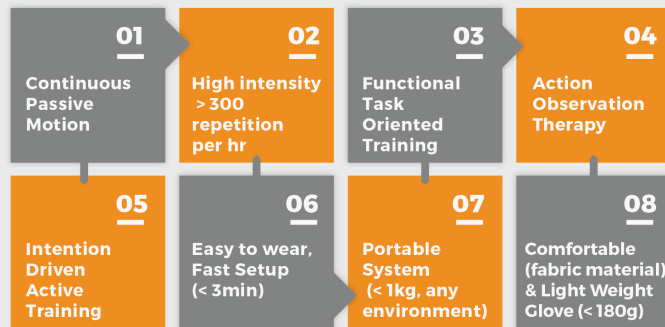 01
Continuous
Passive
Motion
02
High intensity
> 300
repetition
per hr
03
Functional
Task
Oriented
Training
04
Action
Observation
Therapy
05
Intention
Driven
Active
Training
06
Easy to wear,
Fast Setup
(< 3min)
07
Portable
System
(< 1kg, any
environment)
08
Comfortable
(fabric material)
& Light Weight
Glove (< 180g)